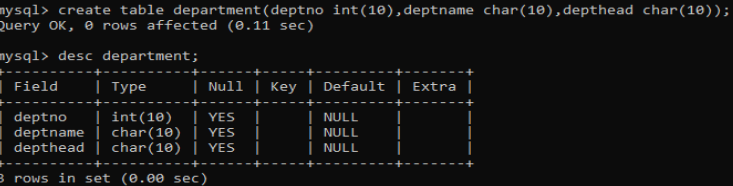 mysql> create table department(deptno int(10),deptname char(10),depthead char(10));
Query OK, 0 rows affected (0.11 sec)
mysql> desc department;
+----------+----------+------+-----+---------+-------+
| Field | Type | Null | Key | Default | Extra |
+----------+----------+------+-----+---------+-------+
| deptno | int(10) | YES | | NULL | |
| deptname | char(10) | YES | | NULL | |
| depthead | char(10) | YES | | NULL | |
+----------+----------+------+-----+---------+-------+
3 rows in set (0.00 sec)